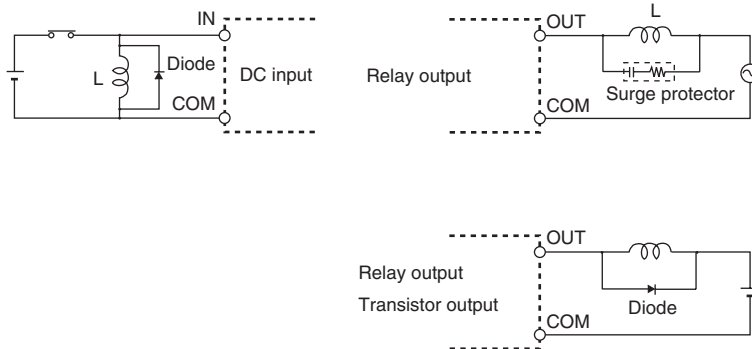 IN
L
Diode
DC input
COM
OUT
L
Relay output
Surge protector
COM
OUT
Relay output
Transistor output
Diode
COM